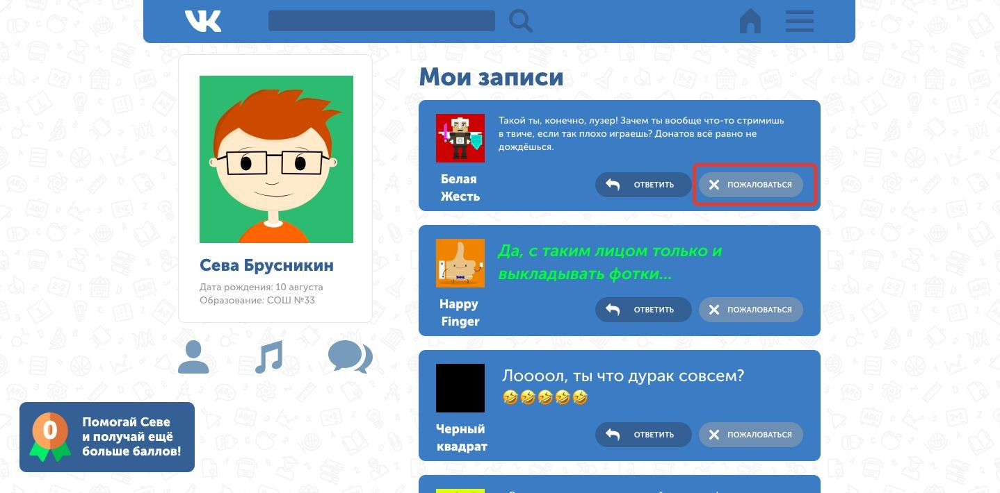 Мои записи
Такой ты, конечно, лузер! Зачем ты вообще что-то стримишь
в твиче, если так плохо играешь? Донатов всё равно не
дождёшься.
Белая
Жесть
ОТВЕТИТЬ
ПОЖАЛОВАТЬСЯ
Да, с таким лицом только и
выкладывать фотки...
Happy
Finger
ОТВЕТИТЬ
ПОЖАЛОВАТЬСЯ
Лоооол, ты что дурак совсем?
🤣🤣🤣🤣🤣
Черный
квадрат
ОТВЕТИТЬ
ПОЖАЛОВАТЬСЯ
Сева Брусникин
Дата рождения: 10 августа
Образование: СОШ №33
0
Помогай Севе
и получай ещё
больше баллов!